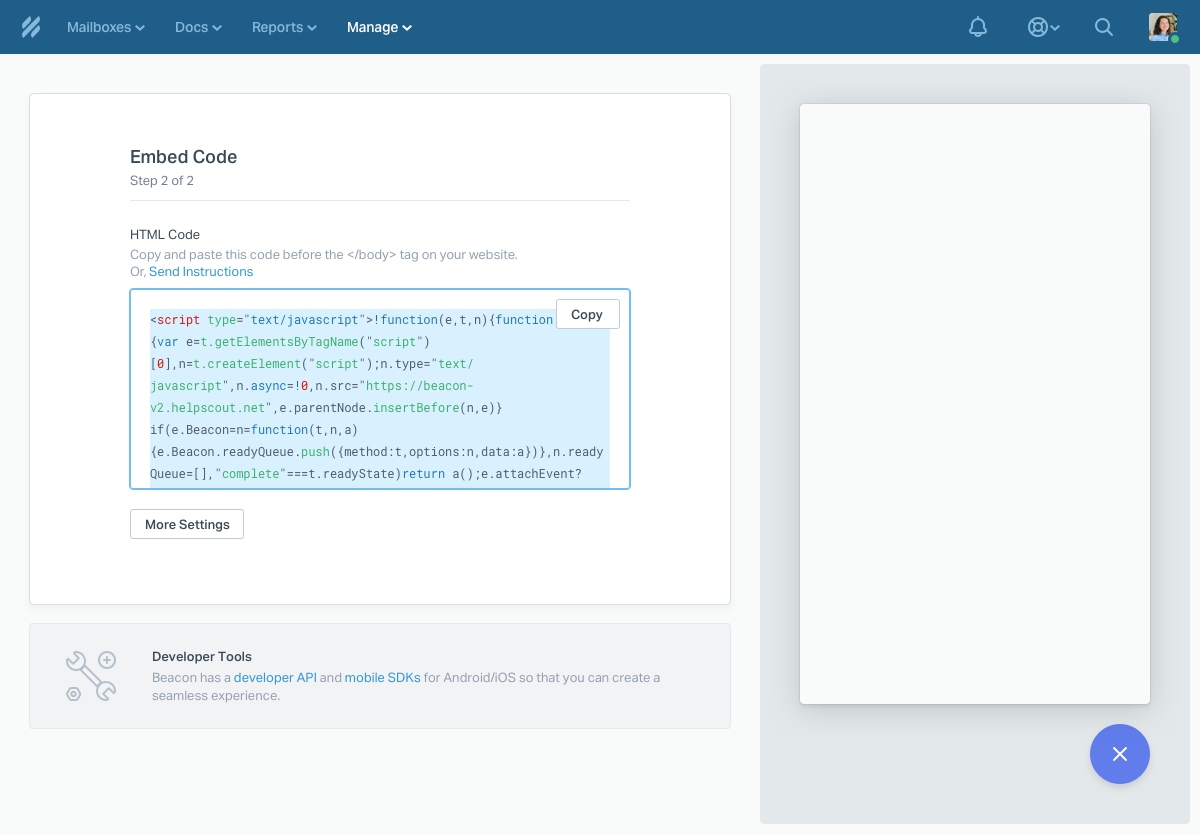 Mailboxes Docs Reports Manage
Embed Code
Step 2 of 2
HTML Code
Copy and paste this code before the </body> tag on your website.
Or, Send Instructions
Copy
<script type="text/javascript">!function(e,t,n){function
{var e=t.getElementsByTagName("script")
[0],n=t.createElement("script");n.type="text/
javascript",n.async=!0,n.src="https://beacon-
v2.helpscout.net",e.parentNode.insertBefore(n,e)}
if(e.Beacon=n=function(t,n,a)
{e.Beacon.readyQueue.push({method:t,options:n,data:a})},n.ready
Queue=[],"complete"===t.readyState)return a();e.attachEvent?
More Settings
Developer Tools
Beacon has a developer API and mobile SDKs for Android/iOS so that you can create a
seamless experience.